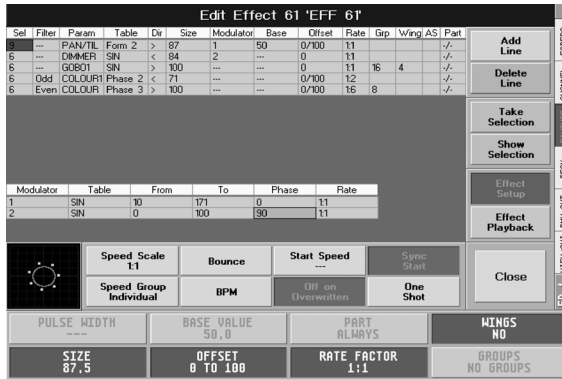 Edit Effect 61 'EFF 61'
Sel Filter Param Table Dir Size Modulator Base Offset Rate Grp Wing AS Part
9 --- PAN/TIL Form 2 > 87 1 50 0/100 1:1 -/-
6 --- DIMMER SIN < 84 2 --- 0 1:1 -/-
6 --- GOBO1 SIN > 100 --- --- 0 1:1 16 4 -/-
6 Odd COLOUR1 Phase 2 < 71 --- --- 0/100 1:2 -/-
6 Even COLOUR Phase 3 > 100 --- --- 0/100 1:6 8 -/-
Add
Line
Delete
Line
Take
Selection
Show
Selection
Effect
Setup
Effect
Playback
Close
Modulator Table From To Phase Rate
1 SIN 10 171 0 1:1
2 SIN 0 100 90 1:1
Speed Scale
1:1
Bounce
Start Speed
---
Sync
Start
Speed Group
Individual
BPM
Off on
Overwritten
One
Shot
PULSE WIDTH
---
BASE VALUE
50,0
PART
ALWAYS
WINGS
NO
SIZE
87,5
OFFSET
0 TO 100
RATE FACTOR
1:1
GROUPS
NO GROUPS